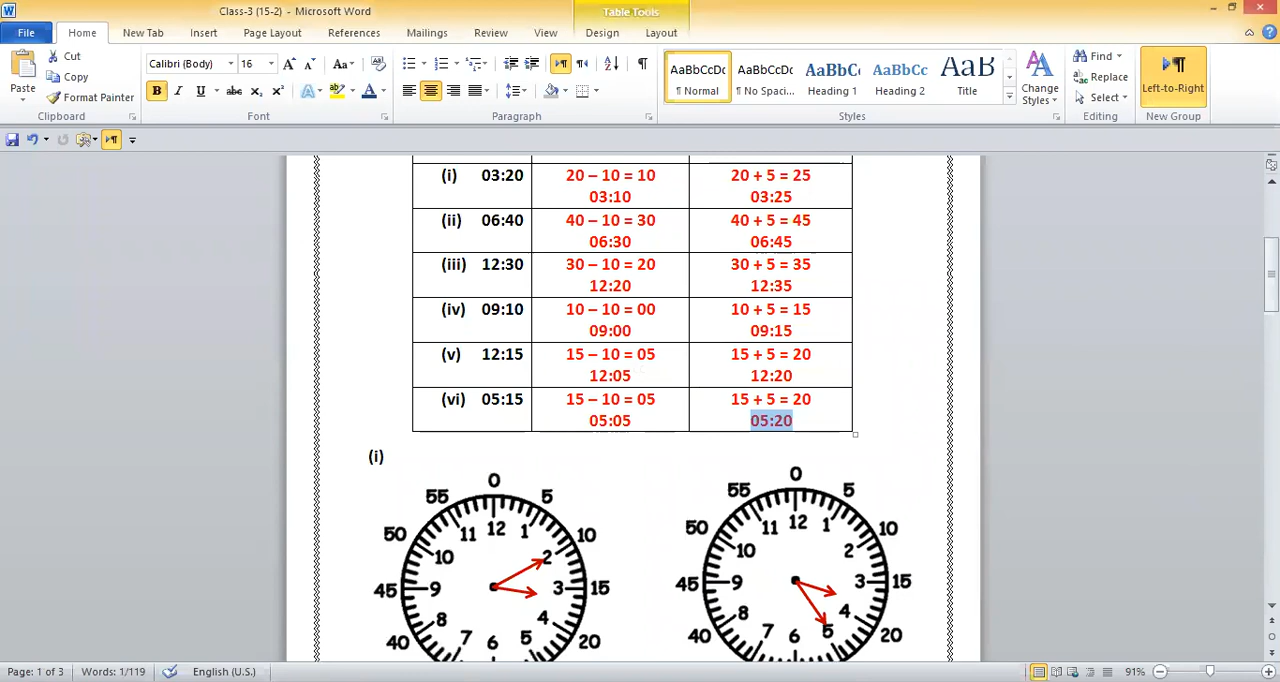 Class-3 (15-2) - Microsoft Word
Table Tools
File Home New Tab Insert Page Layout References Mailings Review View Design Layout
Paste
Cut
Copy
Format Painter
Clipboard
Calibri (Body) 16
Font
Paragraph
AaBbCcDc AaBbCcDc AaBbC AaBbCc AaB
¶ Normal ¶ No Spaci... Heading 1 Heading 2 Title
Change Styles
Styles
Find
Replace
Select
Editing
Left-to-Right
New Group
(i) 03:20 20 – 10 = 10 20 + 5 = 25
03:10 03:25
(ii) 06:40 40 – 10 = 30 40 + 5 = 45
06:30 06:45
(iii) 12:30 30 – 10 = 20 30 + 5 = 35
12:20 12:35
(iv) 09:10 10 – 10 = 00 10 + 5 = 15
09:00 09:15
(v) 12:15 15 – 10 = 05 15 + 5 = 20
12:05 12:20
(vi) 05:15 15 – 10 = 05 15 + 5 = 20
05:05 05:20
(i)
0 5 10 15 20 40 45 50 55
12 1 2 3 4 5 6 7 8 9 10 11
0 5 10 15 20 40 45 50 55
12 1 2 3 4 5 6 7 8 9 10 11
Page: 1 of 3 Words: 1/119 English (U.S.) 91%